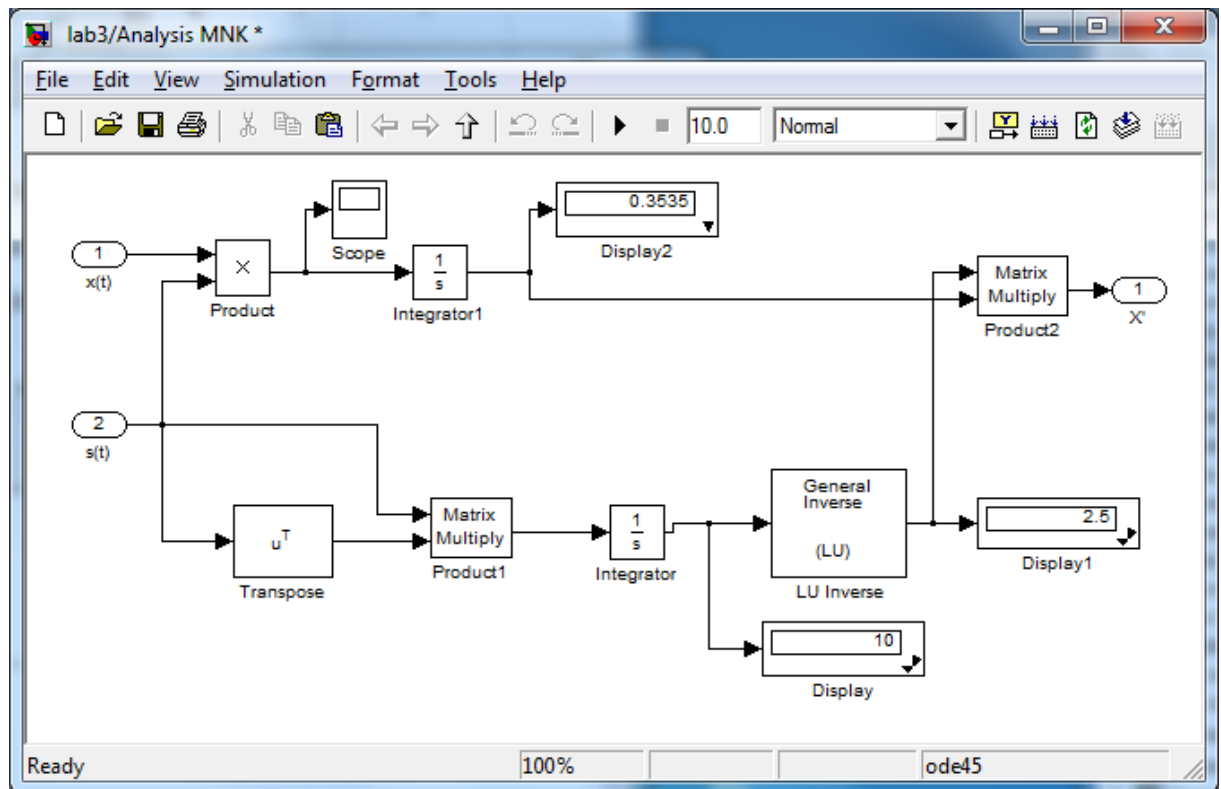 lab3/Analysis MNK *
File Edit View Simulation Format Tools Help
10.0 Normal
Scope
0.3535
Display2
1
x(t)
×
Product
1
s
Integrator1
Matrix
Multiply
Product2
1
X'
2
s(t)
u^T
Transpose
Matrix
Multiply
Product1
1
s
Integrator
General
Inverse
(LU)
LU Inverse
2.5
Display1
10
Display
Ready 100% ode45